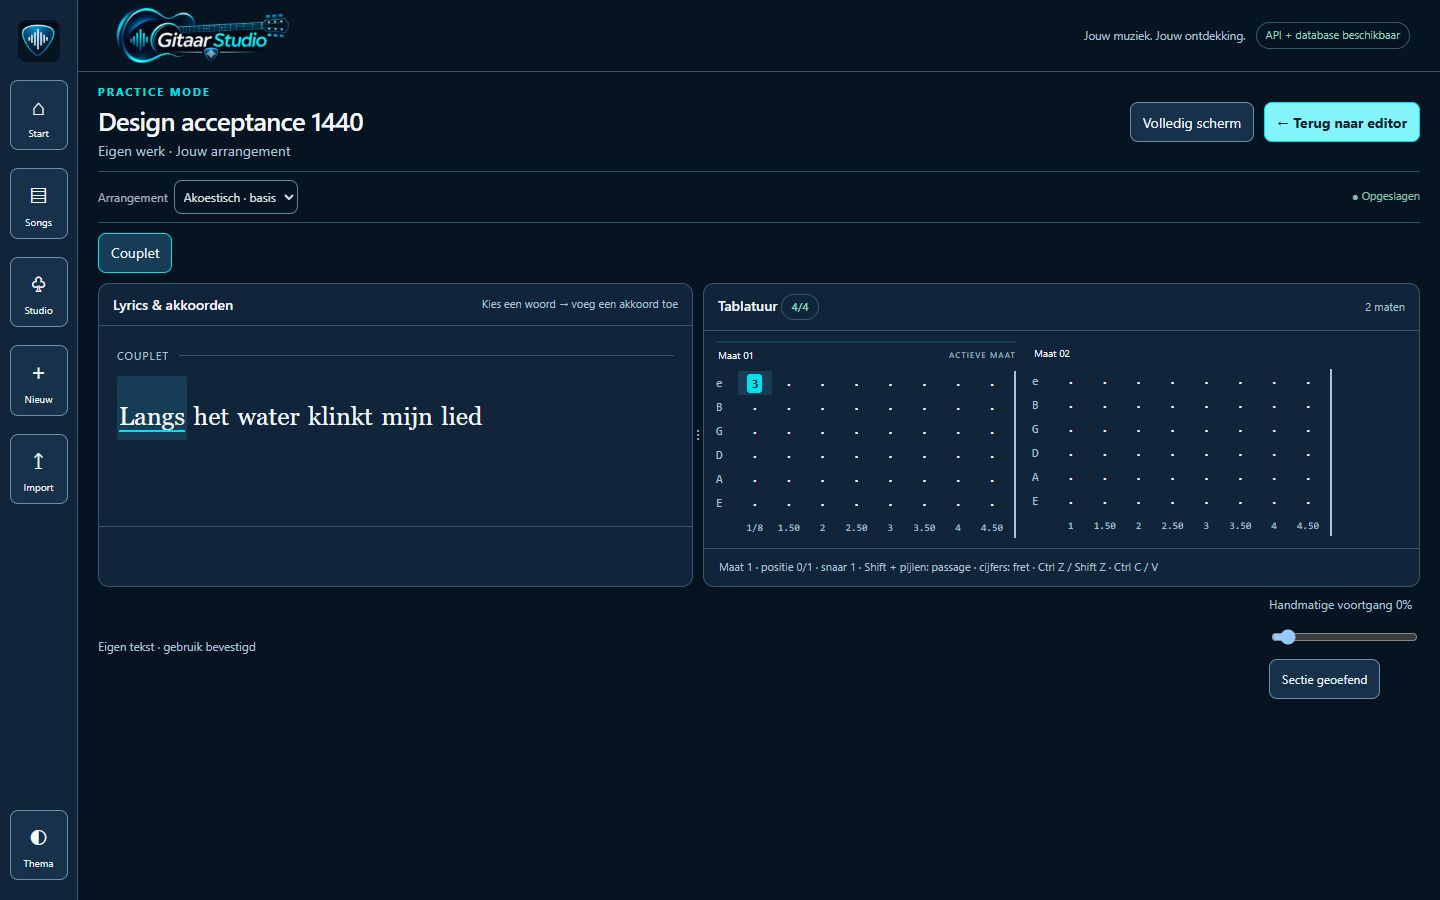 Gitaar Studio
Jouw muziek. Jouw ontdekking.
API + database beschikbaar
Start
Songs
Studio
Nieuw
Import
Thema
PRACTICE MODE
Design acceptance 1440
Eigen werk · Jouw arrangement
Volledig scherm
← Terug naar editor
Arrangement
Akoestisch · basis
● Opgeslagen
Couplet
Lyrics & akkoorden
Kies een woord → voeg een akkoord toe
COUPLET
Langs het water klinkt mijn lied
Tablatuur 4/4
2 maten
Maat 01
ACTIEVE MAAT
e 3 - - - - - - -
B - - - - - - - -
G - - - - - - - -
D - - - - - - - -
A - - - - - - - -
E - - - - - - - -
1/8 1.50 2 2.50 3 3.50 4 4.50
Maat 02
e - - - - - - - -
B - - - - - - - -
G - - - - - - - -
D - - - - - - - -
A - - - - - - - -
E - - - - - - - -
1 1.50 2 2.50 3 3.50 4 4.50
Maat 1 · positie 0/1 · snaar 1 · Shift + pijlen: passage · cijfers: fret · Ctrl Z / Shift Z · Ctrl C / V
Eigen tekst · gebruik bevestigd
Handmatige voortgang 0%
Sectie geoefend